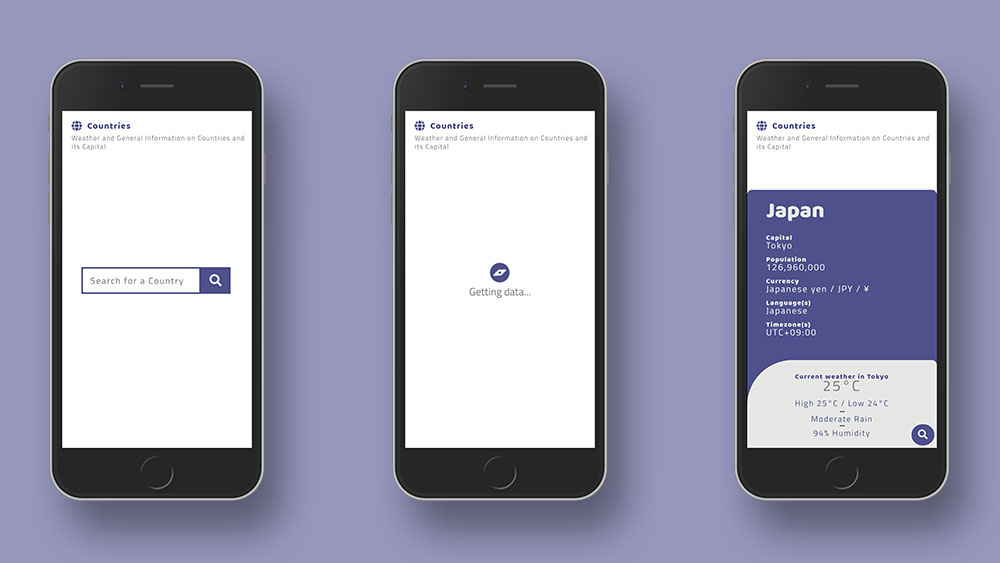 Countries
Weather and General Information on Countries and
its Capital
Search for a Country
Countries
Weather and General Information on Countries and
its Capital
Getting data...
Countries
Weather and General Information on Countries and
its Capital
Japan
Capital
Tokyo
Population
126,960,000
Currency
Japanese yen / JPY / ¥
Language(s)
Japanese
Timezone(s)
UTC+09:00
Current weather in Tokyo
25°C
High 25°C / Low 24°C
Moderate Rain
94% Humidity